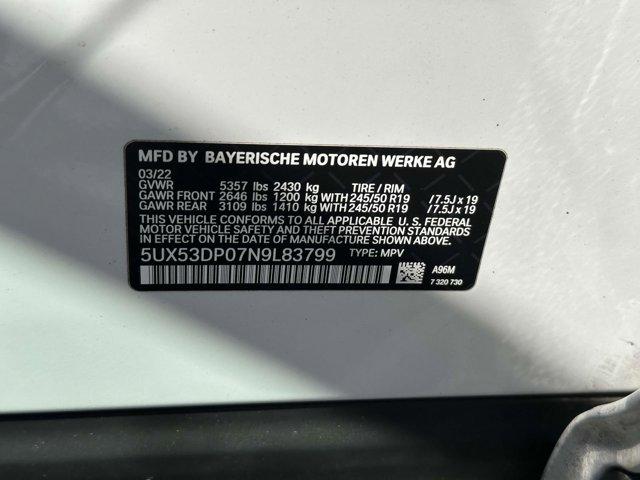 MFD BY BAYERISCHE MOTOREN WERKE AG
03/22
GVWR 5357 lbs 2430 kg TIRE / RIM
GAWR FRONT 2646 lbs 1200 kg WITH 245/50 R19 / 7.5J x 19
GAWR REAR 3109 lbs 1410 kg WITH 245/50 R19 / 7.5J x 19
THIS VEHICLE CONFORMS TO ALL APPLICABLE U.S. FEDERAL
MOTOR VEHICLE SAFETY AND THEFT PREVENTION STANDARDS
IN EFFECT ON THE DATE OF MANUFACTURE SHOWN ABOVE.
5UX53DP07N9L83799 TYPE: MPV
A96M
7 320 730